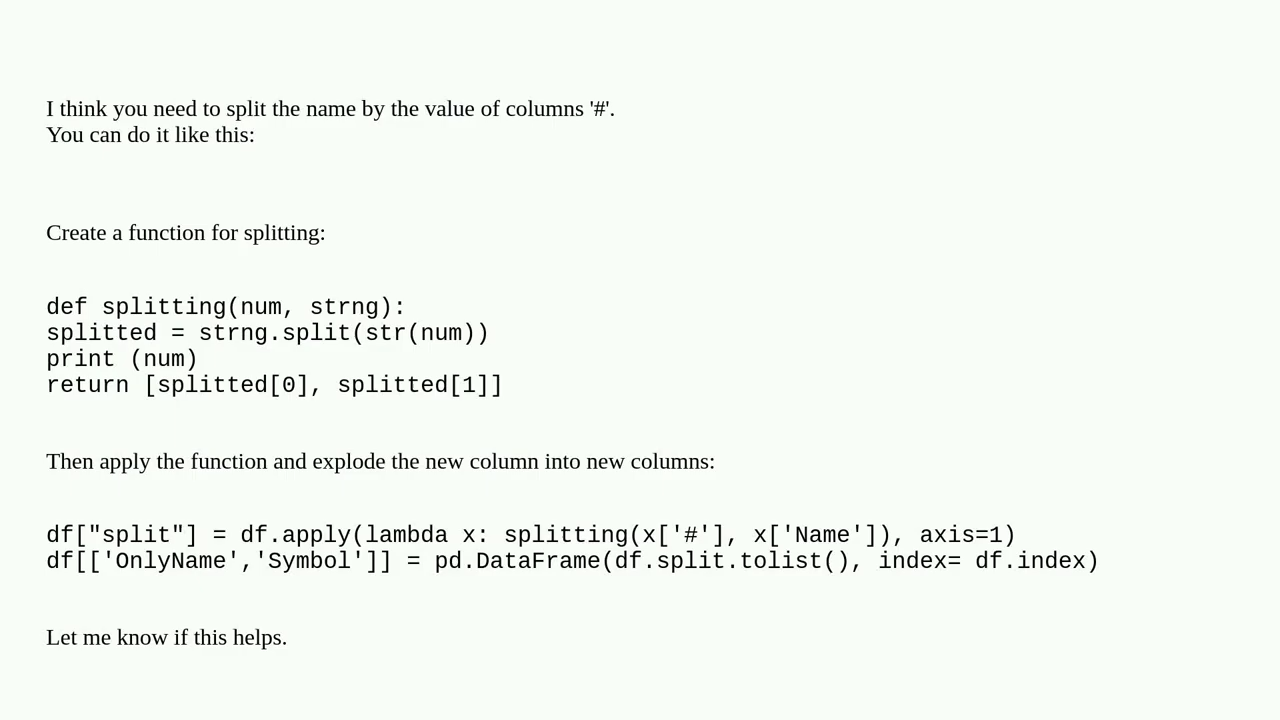 I think you need to split the name by the value of columns '#'.
You can do it like this:
Create a function for splitting:
def splitting(num, strng):
splitted = strng.split(str(num))
print (num)
return [splitted[0], splitted[1]]
Then apply the function and explode the new column into new columns:
df["split"] = df.apply(lambda x: splitting(x['#'], x['Name']), axis=1)
df[['OnlyName','Symbol']] = pd.DataFrame(df.split.tolist(), index= df.index)
Let me know if this helps.